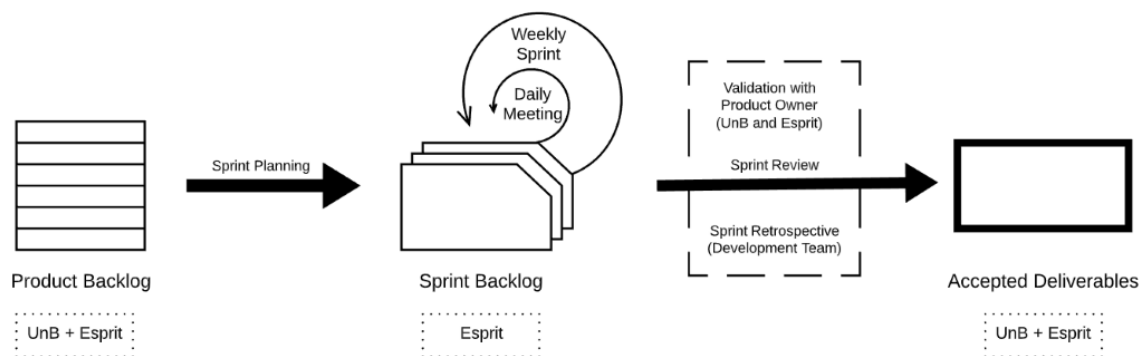 Weekly
Sprint
Daily
Meeting
Validation with
Product Owner
(UnB and Esprit)
Sprint Planning
Sprint Review
Sprint Retrospective
(Development Team)
Product Backlog
Sprint Backlog
Accepted Deliverables
UnB + Esprit
Esprit
UnB + Esprit